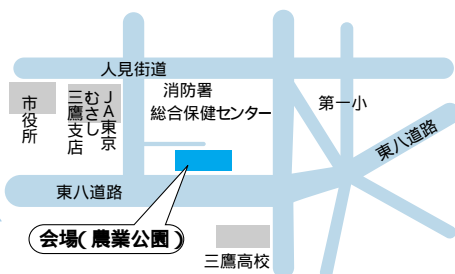 人見街道
市役所
JA東京
むさし
三鷹支店
消防署
総合保健センター
第一小
東八道路
東八道路
会場(農業公園)
三鷹高校